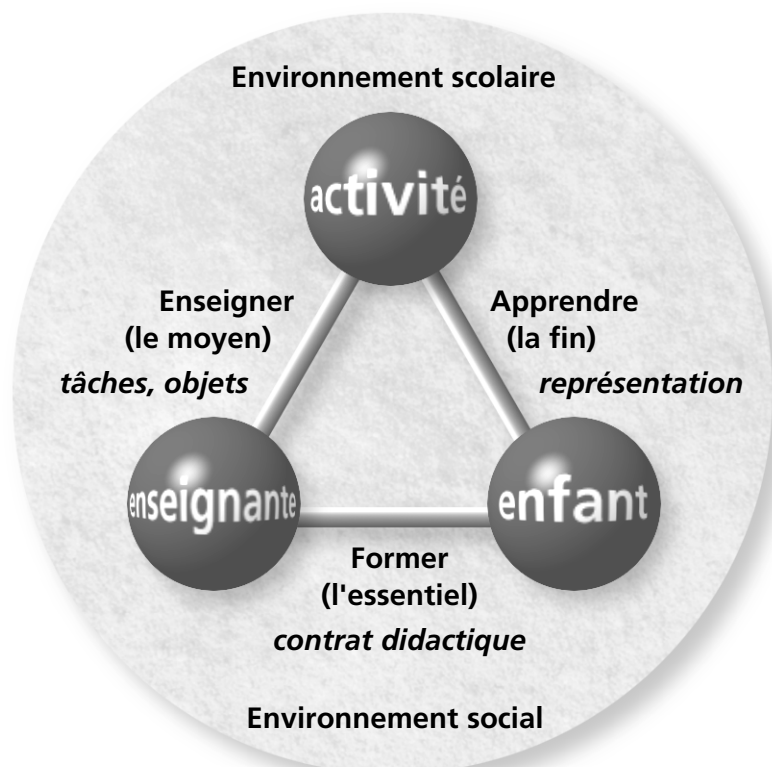 Environnement scolaire
activité
Enseigner
(le moyen)
tâches, objets
Apprendre
(la fin)
représentation
enseignante
enfant
Former
(l'essentiel)
contrat didactique
Environnement social